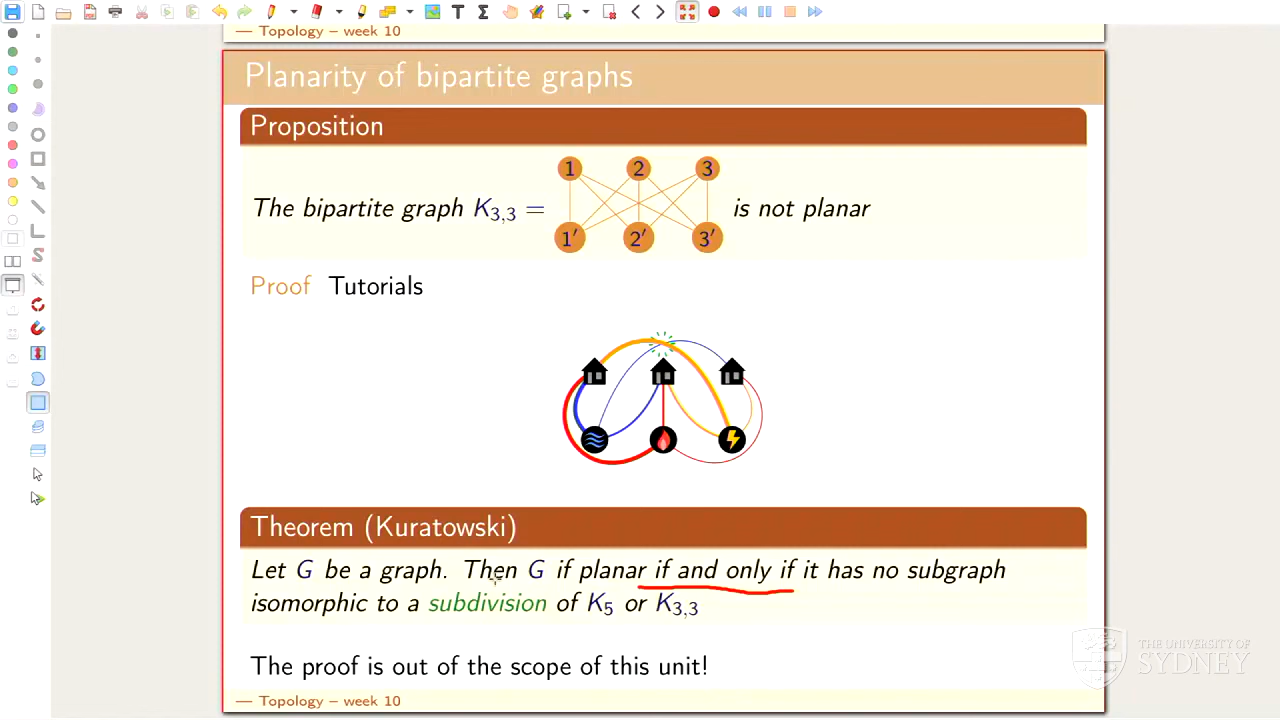 — Topology – week 10
Planarity of bipartite graphs
Proposition
1 2 3
The bipartite graph K3,3 = is not planar
1′ 2′ 3′
Proof Tutorials
Theorem (Kuratowski)
Let G be a graph. Then G if planar if and only if it has no subgraph
isomorphic to a subdivision of K5 or K3,3
THE UNIVERSITY OF
SYDNEY
The proof is out of the scope of this unit!
— Topology – week 10